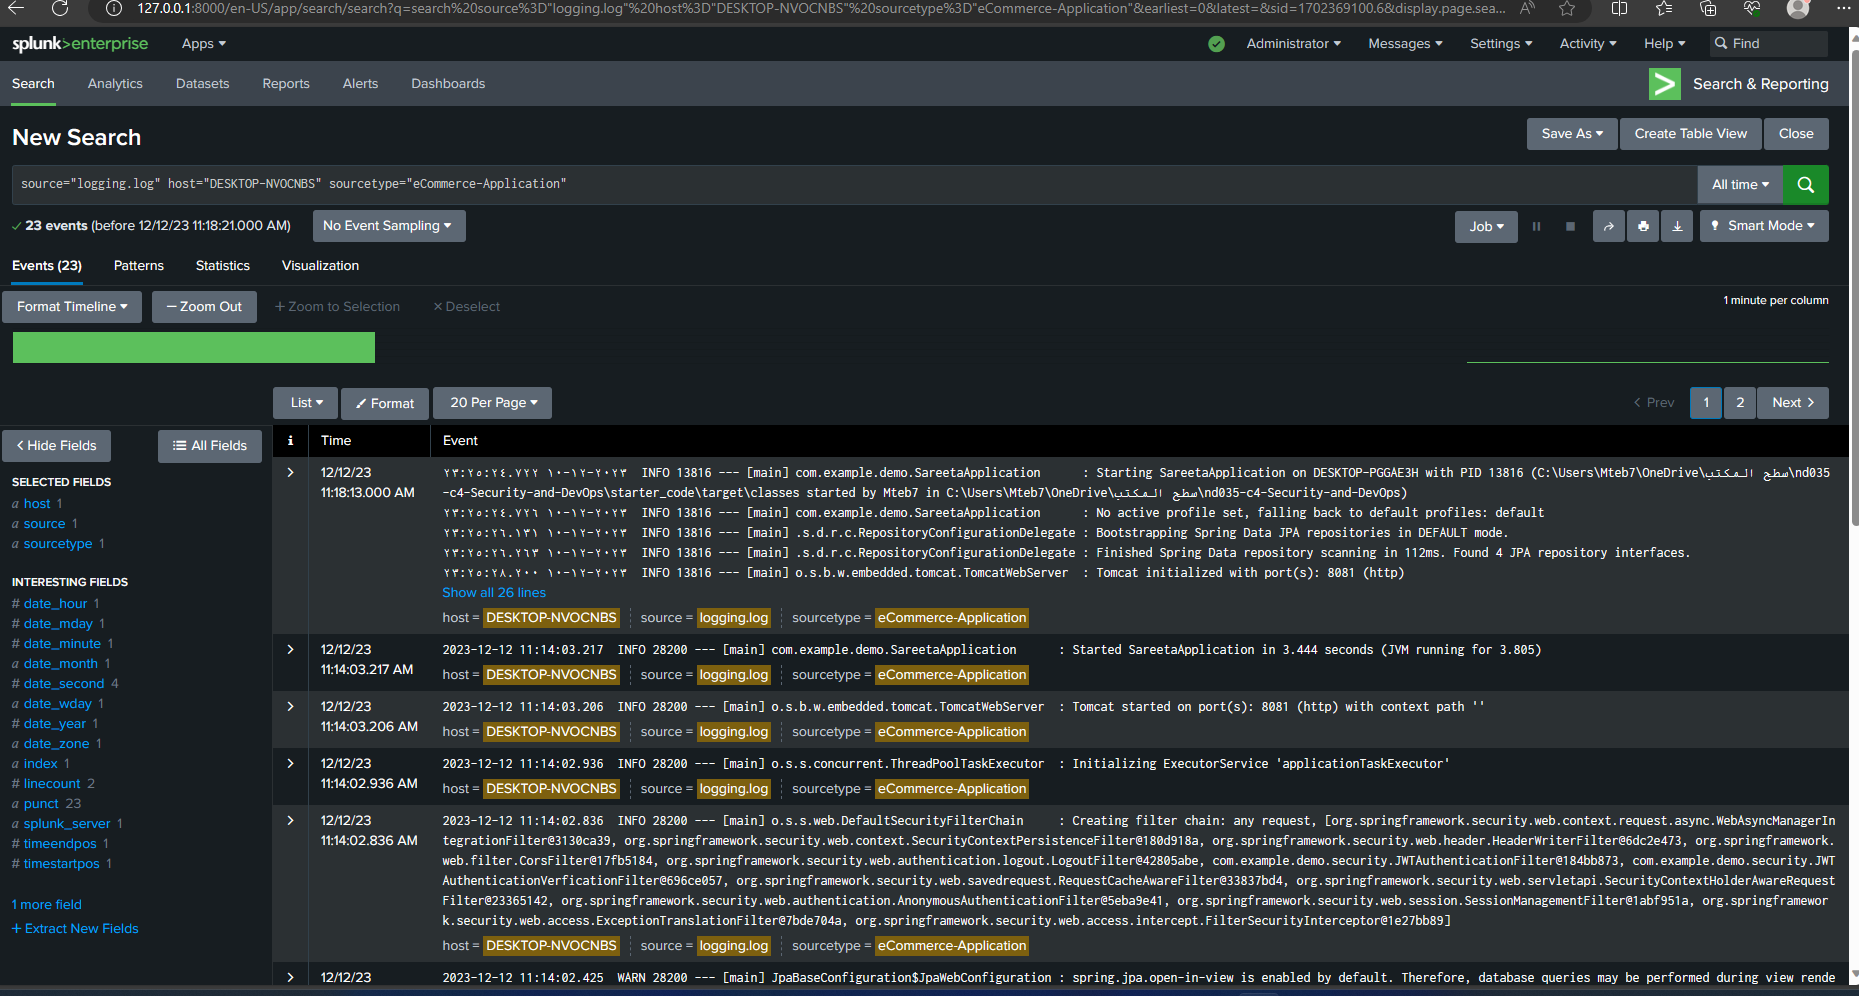 127.0.0.1:8000/en-US/app/search/search?q=search%20source%3D"logging.log"%20host%3D"DESKTOP-NVOCNBS"%20sourcetype%3D"eCommerce-Application"&earliest=0&latest=&sid=1702369100.6&display.page.sea...
splunk>enterprise Apps Administrator Messages Settings Activity Help Find
Search Analytics Datasets Reports Alerts Dashboards Search & Reporting
New Search Save As Create Table View Close
source="logging.log" host="DESKTOP-NVOCNBS" sourcetype="eCommerce-Application" All time
23 events (before 12/12/23 11:18:21.000 AM) No Event Sampling Job Smart Mode
Events (23) Patterns Statistics Visualization
Format Timeline — Zoom Out + Zoom to Selection × Deselect 1 minute per column
List Format 20 Per Page < Prev 1 2 Next >
< Hide Fields All Fields
SELECTED FIELDS
a host 1
a source 1
a sourcetype 1
INTERESTING FIELDS
# date_hour 1
# date_mday 1
# date_minute 1
a date_month 1
# date_second 4
a date_wday 1
# date_year 1
a date_zone 1
a index 1
# linecount 2
a punct 23
a splunk_server 1
# timeendpos 1
# timestartpos 1
1 more field
+ Extract New Fields
i Time Event
12/12/23
11:18:13.000 AM
٢٣:٢٥:٢٤.٧٢٢ ١٠-١٢-٢٠٢٣ INFO 13816 --- [main] com.example.demo.SareetaApplication : Starting SareetaApplication on DESKTOP-PGGAE3H with PID 13816 (C:\Users\Mteb7\OneDrive\سطح المكتب\nd035
-c4-Security-and-DevOps\starter_code\target\classes started by Mteb7 in C:\Users\Mteb7\OneDrive\سطح المكتب\nd035-c4-Security-and-DevOps)
٢٣:٢٥:٢٤.٧٢٦ ١٠-١٢-٢٠٢٣ INFO 13816 --- [main] com.example.demo.SareetaApplication : No active profile set, falling back to default profiles: default
٢٣:٢٥:٢٦.١٣١ ١٠-١٢-٢٠٢٣ INFO 13816 --- [main] .s.d.r.c.RepositoryConfigurationDelegate : Bootstrapping Spring Data JPA repositories in DEFAULT mode.
٢٣:٢٥:٢٦.٢٦٣ ١٠-١٢-٢٠٢٣ INFO 13816 --- [main] .s.d.r.c.RepositoryConfigurationDelegate : Finished Spring Data repository scanning in 112ms. Found 4 JPA repository interfaces.
٢٣:٢٥:٢٨.٢٠٠ ١٠-١٢-٢٠٢٣ INFO 13816 --- [main] o.s.b.w.embedded.tomcat.TomcatWebServer : Tomcat initialized with port(s): 8081 (http)
Show all 26 lines
host = DESKTOP-NVOCNBS source = logging.log sourcetype = eCommerce-Application
12/12/23
11:14:03.217 AM
2023-12-12 11:14:03.217 INFO 28200 --- [main] com.example.demo.SareetaApplication : Started SareetaApplication in 3.444 seconds (JVM running for 3.805)
host = DESKTOP-NVOCNBS source = logging.log sourcetype = eCommerce-Application
12/12/23
11:14:03.206 AM
2023-12-12 11:14:03.206 INFO 28200 --- [main] o.s.b.w.embedded.tomcat.TomcatWebServer : Tomcat started on port(s): 8081 (http) with context path ''
host = DESKTOP-NVOCNBS source = logging.log sourcetype = eCommerce-Application
12/12/23
11:14:02.936 AM
2023-12-12 11:14:02.936 INFO 28200 --- [main] o.s.s.concurrent.ThreadPoolTaskExecutor : Initializing ExecutorService 'applicationTaskExecutor'
host = DESKTOP-NVOCNBS source = logging.log sourcetype = eCommerce-Application
12/12/23
11:14:02.836 AM
2023-12-12 11:14:02.836 INFO 28200 --- [main] o.s.s.web.DefaultSecurityFilterChain : Creating filter chain: any request, [org.springframework.security.web.context.request.async.WebAsyncManagerIn
tegrationFilter@3130ca39, org.springframework.security.web.context.SecurityContextPersistenceFilter@180d918a, org.springframework.security.web.header.HeaderWriterFilter@6dc2e473, org.springframework.
web.filter.CorsFilter@17fb5184, org.springframework.security.web.authentication.logout.LogoutFilter@42805abe, com.example.demo.security.JWTAuthenticationFilter@184bb873, com.example.demo.security.JWT
AuthenticationVerficationFilter@696ce057, org.springframework.security.web.savedrequest.RequestCacheAwareFilter@33837bd4, org.springframework.security.web.servletapi.SecurityContextHolderAwareRequest
Filter@23365142, org.springframework.security.web.authentication.AnonymousAuthenticationFilter@5eba9e41, org.springframework.security.web.session.SessionManagementFilter@1abf951a, org.springframewor
k.security.web.access.ExceptionTranslationFilter@7bde704a, org.springframework.security.web.access.intercept.FilterSecurityInterceptor@1e27bb89]
host = DESKTOP-NVOCNBS source = logging.log sourcetype = eCommerce-Application
12/12/23
2023-12-12 11:14:02.425 WARN 28200 --- [main] JpaBaseConfiguration$JpaWebConfiguration : spring.jpa.open-in-view is enabled by default. Therefore, database queries may be performed during view rende